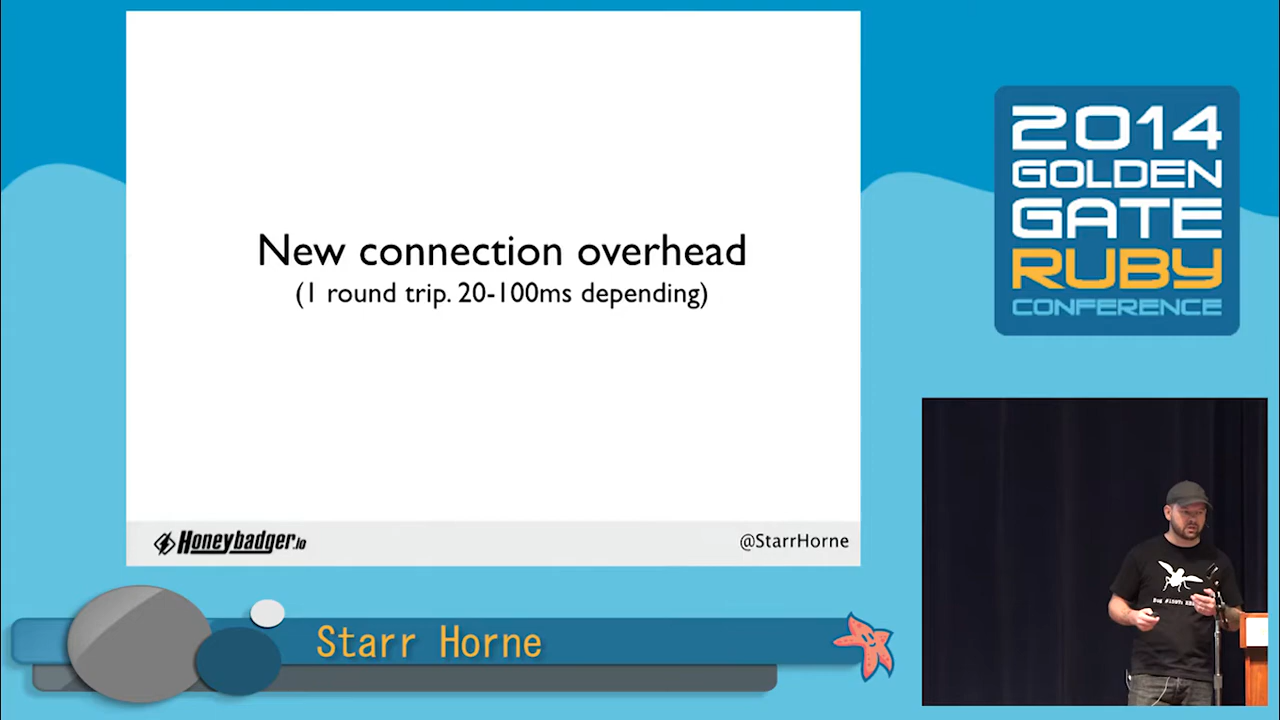 New connection overhead
(1 round trip. 20-100ms depending)
Honeybadger.io
@StarrHorne
2014
GOLDEN
GATE
RUBY
CONFERENCE
Starr Horne